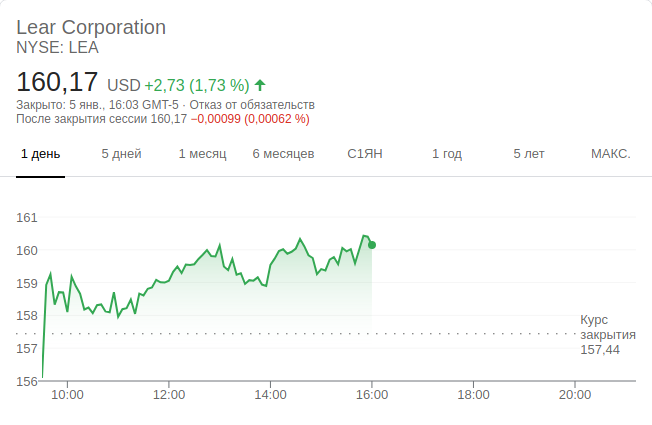 Lear Corporation
NYSE: LEA
160,17 USD +2,73 (1,73 %)
Закрыто: 5 янв., 16:03 GMT-5 · Отказ от обязательств
После закрытия сессии 160,17 −0,00099 (0,00062 %)
1 день 5 дней 1 месяц 6 месяцев С1ЯН 1 год 5 лет МАКС.
161
160
159
158
157
156
Курс
закрытия
157,44
10:00 12:00 14:00 16:00 18:00 20:00